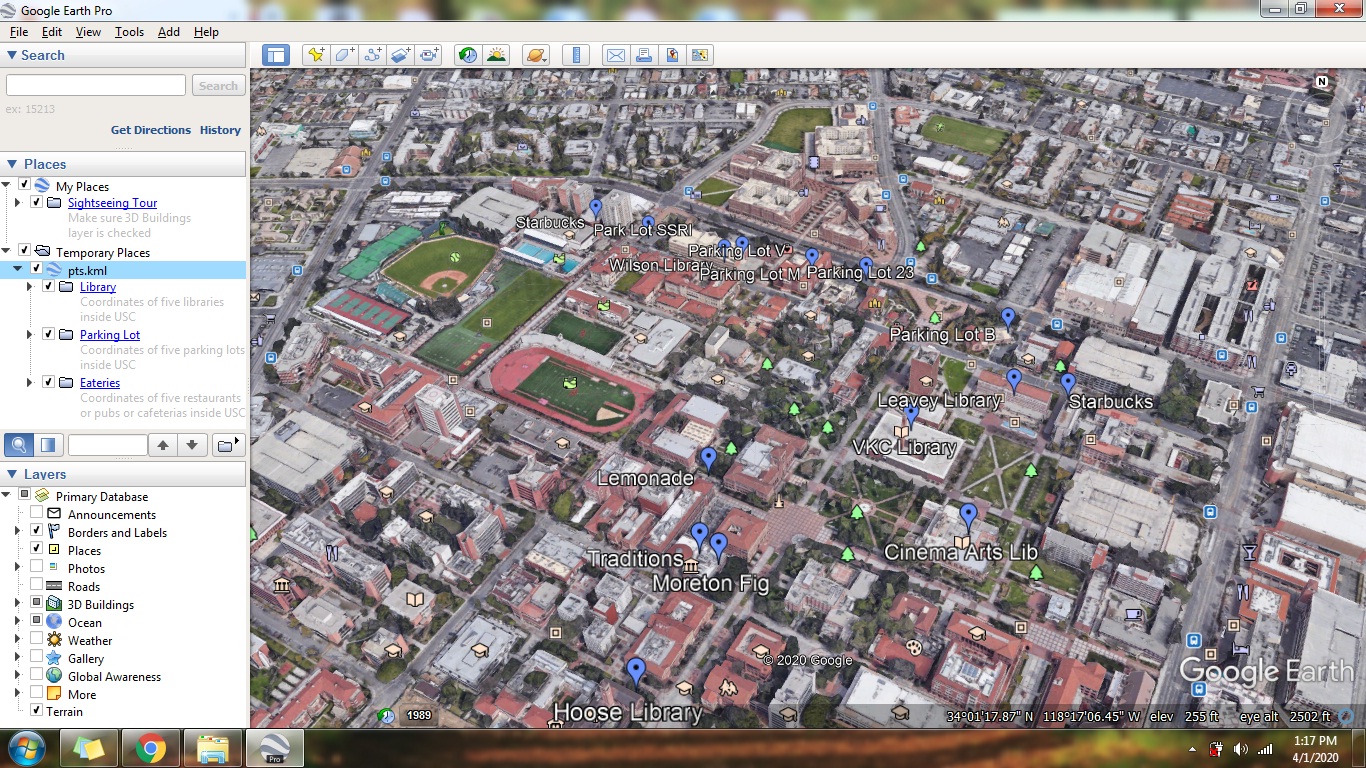 Google Earth Pro
File Edit View Tools Add Help
Search
Search
ex: 15213
Get Directions History
Places
My Places
Sightseeing Tour
Make sure 3D Buildings
layer is checked
Temporary Places
pts.kml
Library
Coordinates of five libraries
inside USC
Parking Lot
Coordinates of five parking lots
inside USC
Eateries
Coordinates of five restaurants
or pubs or cafeterias inside USC
Layers
Primary Database
Announcements
Borders and Labels
Places
Photos
Roads
3D Buildings
Ocean
Weather
Gallery
Global Awareness
More
Terrain
N
Starbucks
Park Lot SSRI
Parking Lot V
Wilson Library
Parking Lot M
Parking Lot 23
Parking Lot B
Leavey Library
Starbucks
VKC Library
Lemonade
Cinema Arts Lib
Traditions
Moreton Fig
© 2020 Google
Google Earth
Hoose Library
1989
34°01'17.87" N 118°17'06.45" W elev 255 ft eye alt 2502 ft
Pro
1:17 PM
4/1/2020